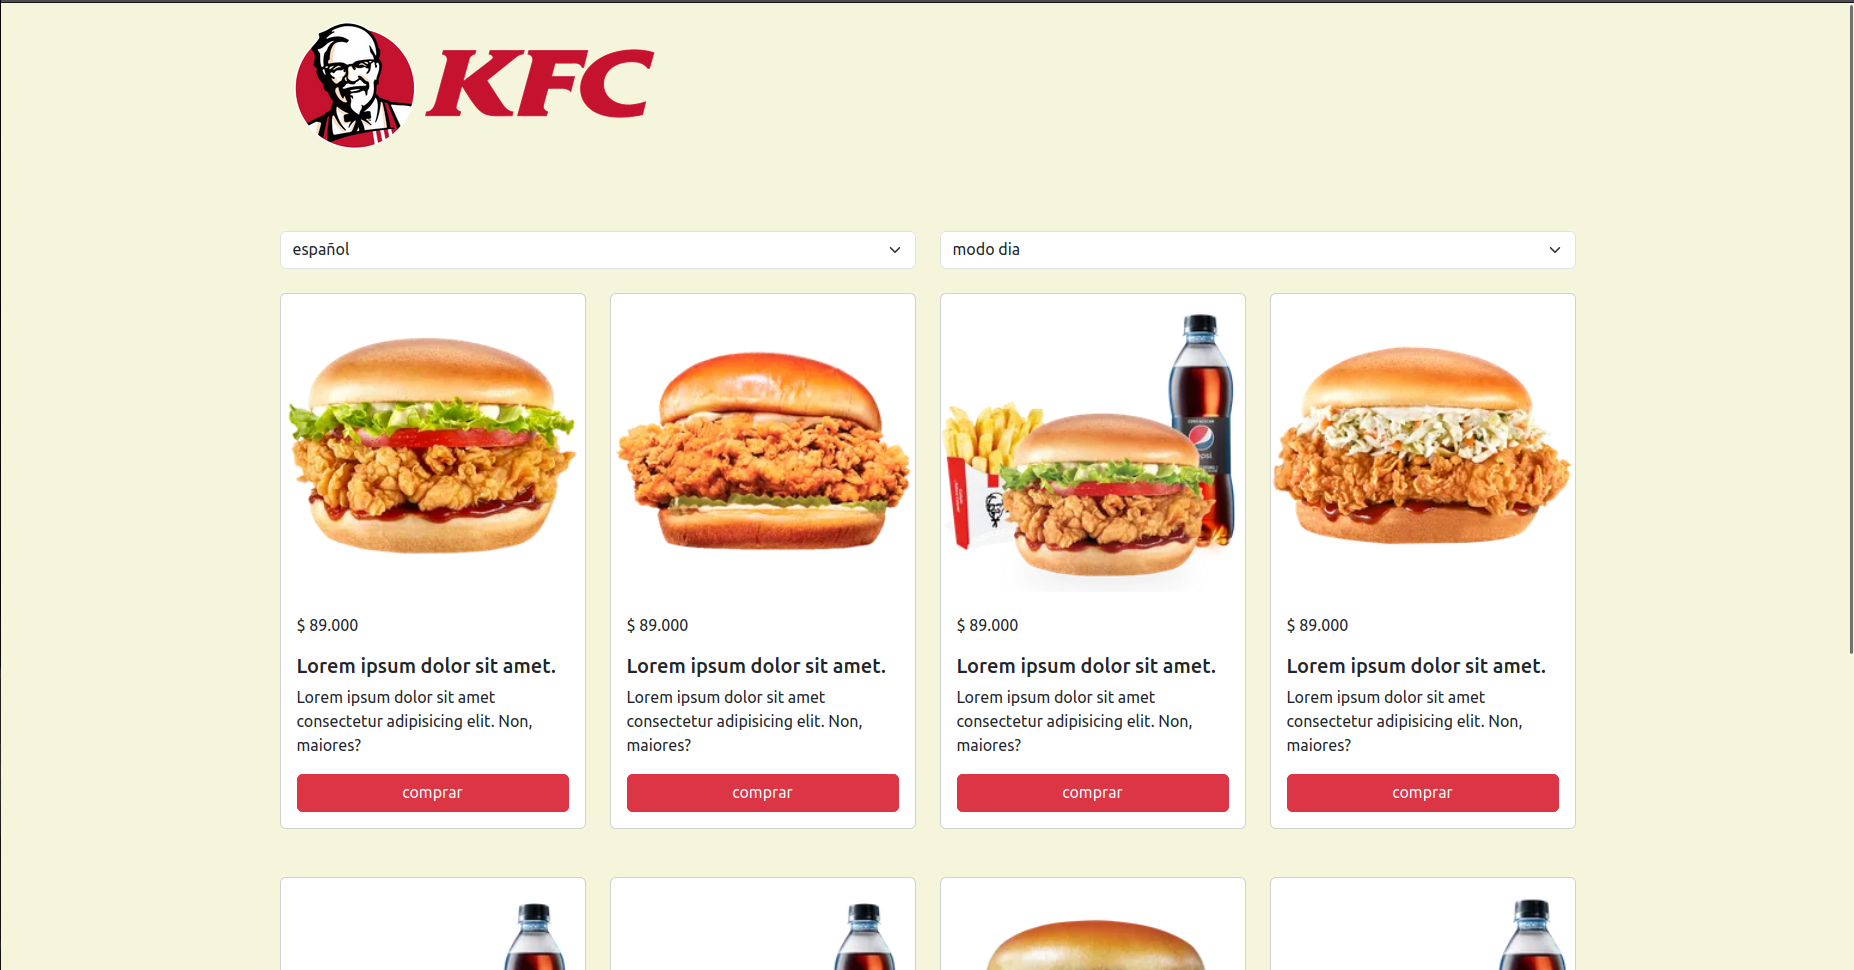 KFC
español
modo dia
$ 89.000
Lorem ipsum dolor sit amet.
Lorem ipsum dolor sit amet
consectetur adipisicing elit. Non,
maiores?
comprar
$ 89.000
Lorem ipsum dolor sit amet.
Lorem ipsum dolor sit amet
consectetur adipisicing elit. Non,
maiores?
comprar
$ 89.000
Lorem ipsum dolor sit amet.
Lorem ipsum dolor sit amet
consectetur adipisicing elit. Non,
maiores?
comprar
$ 89.000
Lorem ipsum dolor sit amet.
Lorem ipsum dolor sit amet
consectetur adipisicing elit. Non,
maiores?
comprar